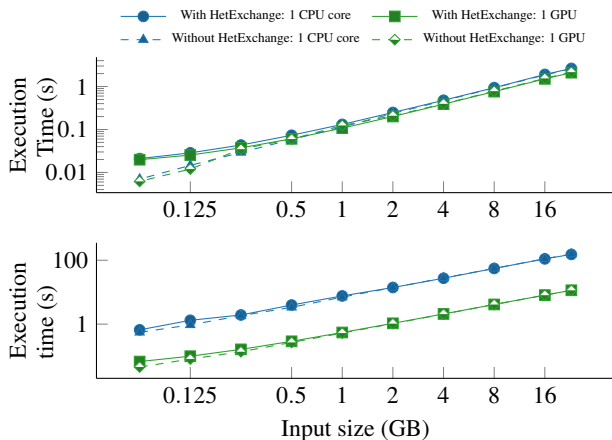 With HetExchange: 1 CPU core With HetExchange: 1 GPU
Without HetExchange: 1 CPU core Without HetExchange: 1 GPU
Execution
Time (s)
1
0.1
0.01
0.125 0.5 1 2 4 8 16
Execution
time (s)
100
1
0.125 0.5 1 2 4 8 16
Input size (GB)